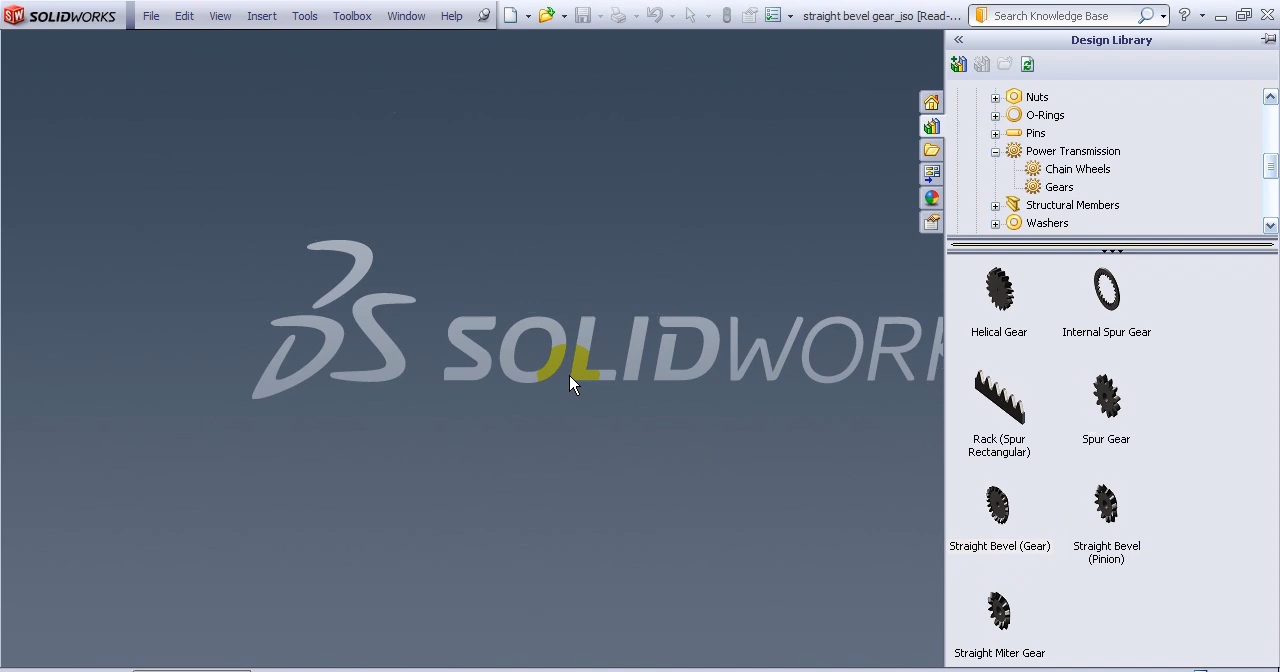 SOLIDWORKS File Edit View Insert Tools Toolbox Window Help straight bevel gear_iso [Read-... Search Knowledge Base
Design Library
Nuts
O-Rings
Pins
Power Transmission
Chain Wheels
Gears
Structural Members
Washers
SOLIDWORK
Helical Gear Internal Spur Gear
Rack (Spur
Rectangular)
Spur Gear
Straight Bevel (Gear)
Straight Bevel
(Pinion)
Straight Miter Gear